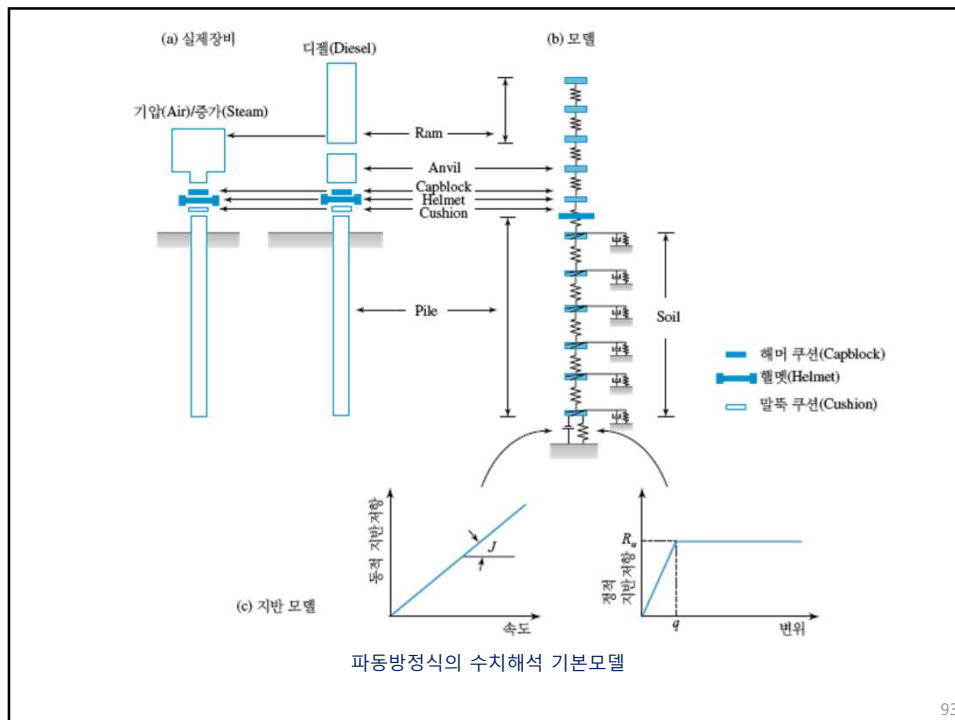 (a) 실제장비
디젤(Diesel)
(b) 모델
기압(Air)/증가(Steam)
Ram
Anvil
Capblock
Helmet
Cushion
Pile
Soil
해머 쿠션(Capblock)
헬멧(Helmet)
말뚝 쿠션(Cushion)
동적 지반저항
J
속도
(c) 지반 모델
정적
지반저항
R_u
q
변위
파동방정식의 수치해석 기본모델
93